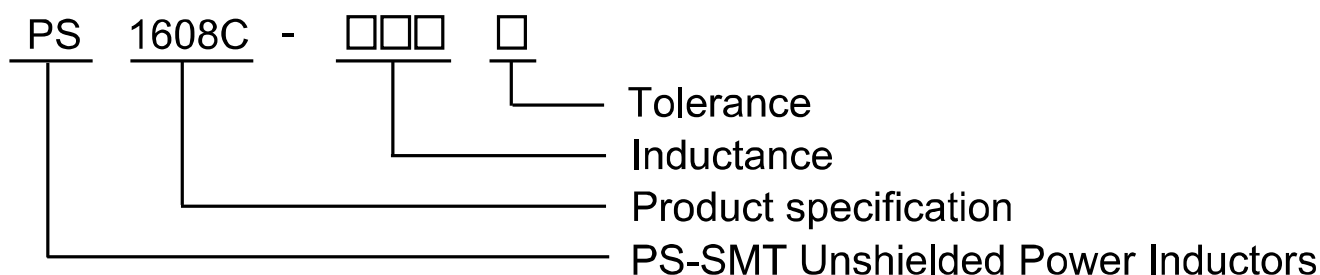 PS 1608C - □□□ □
Tolerance
Inductance
Product specification
PS-SMT Unshielded Power Inductors